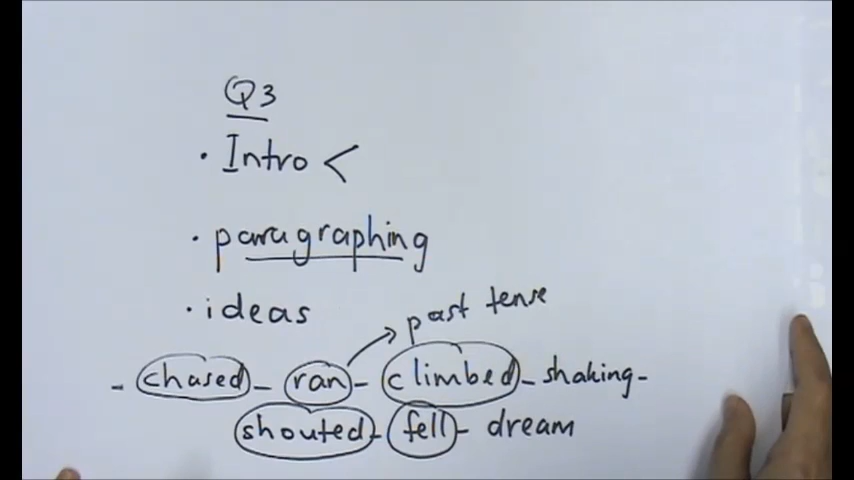 Q3
· Intro <
· paragraphing
· ideas
past tense
- chased - ran - climbed - shaking -
shouted - fell - dream